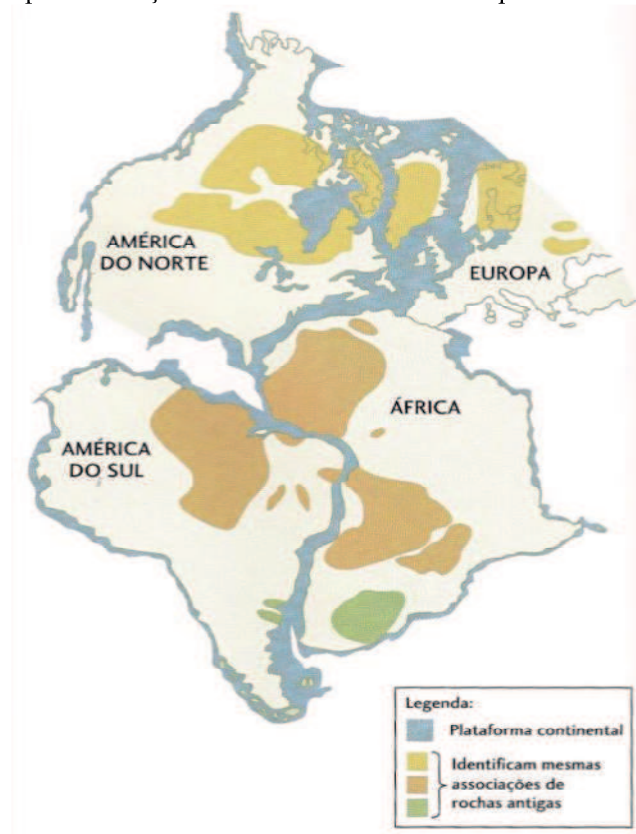 AMÉRICA
DO NORTE
EUROPA
ÁFRICA
AMÉRICA
DO SUL
Legenda:
Plataforma continental
Identificam mesmas
associações de
rochas antigas